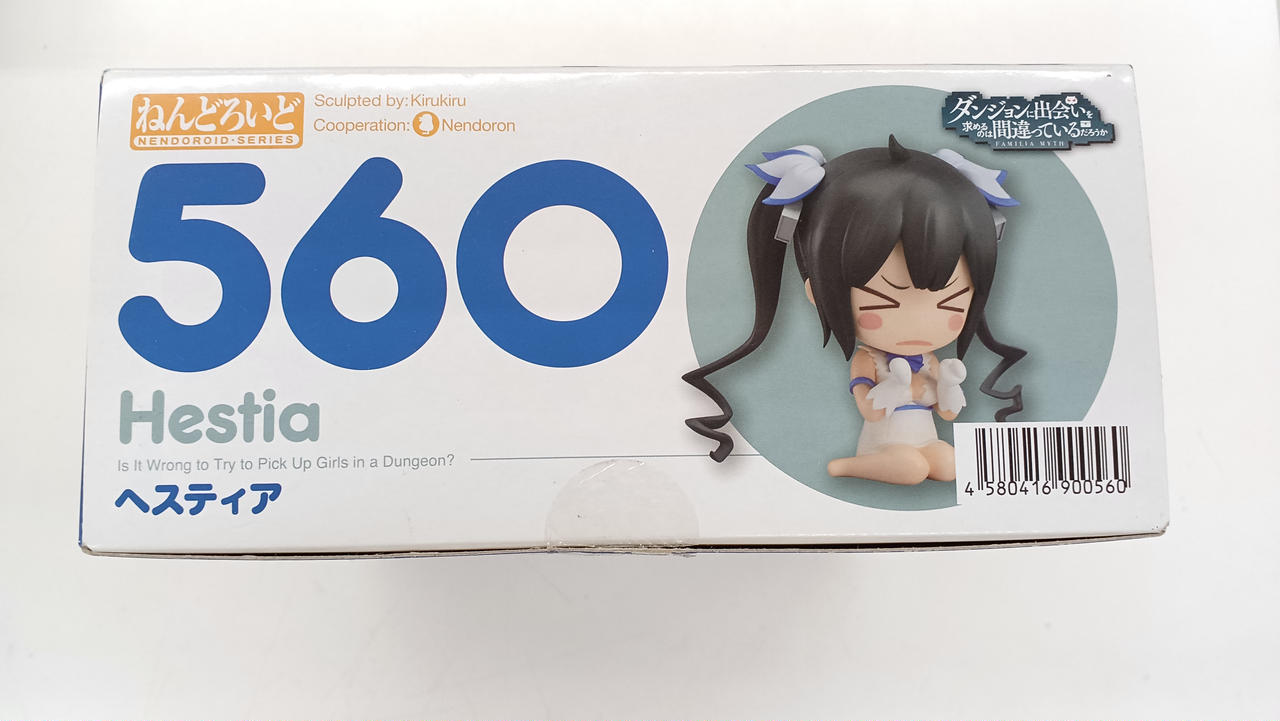 ねんどろいど
NENDOROID·SERIES
Sculpted by: Kirukiru
Cooperation: Nendoron
560
Hestia
Is It Wrong to Try to Pick Up Girls in a Dungeon?
ヘスティア
ダンジョンに出会いを
求めるのは間違っているだろうか
FAMILIA MYTH
4 580416 900560